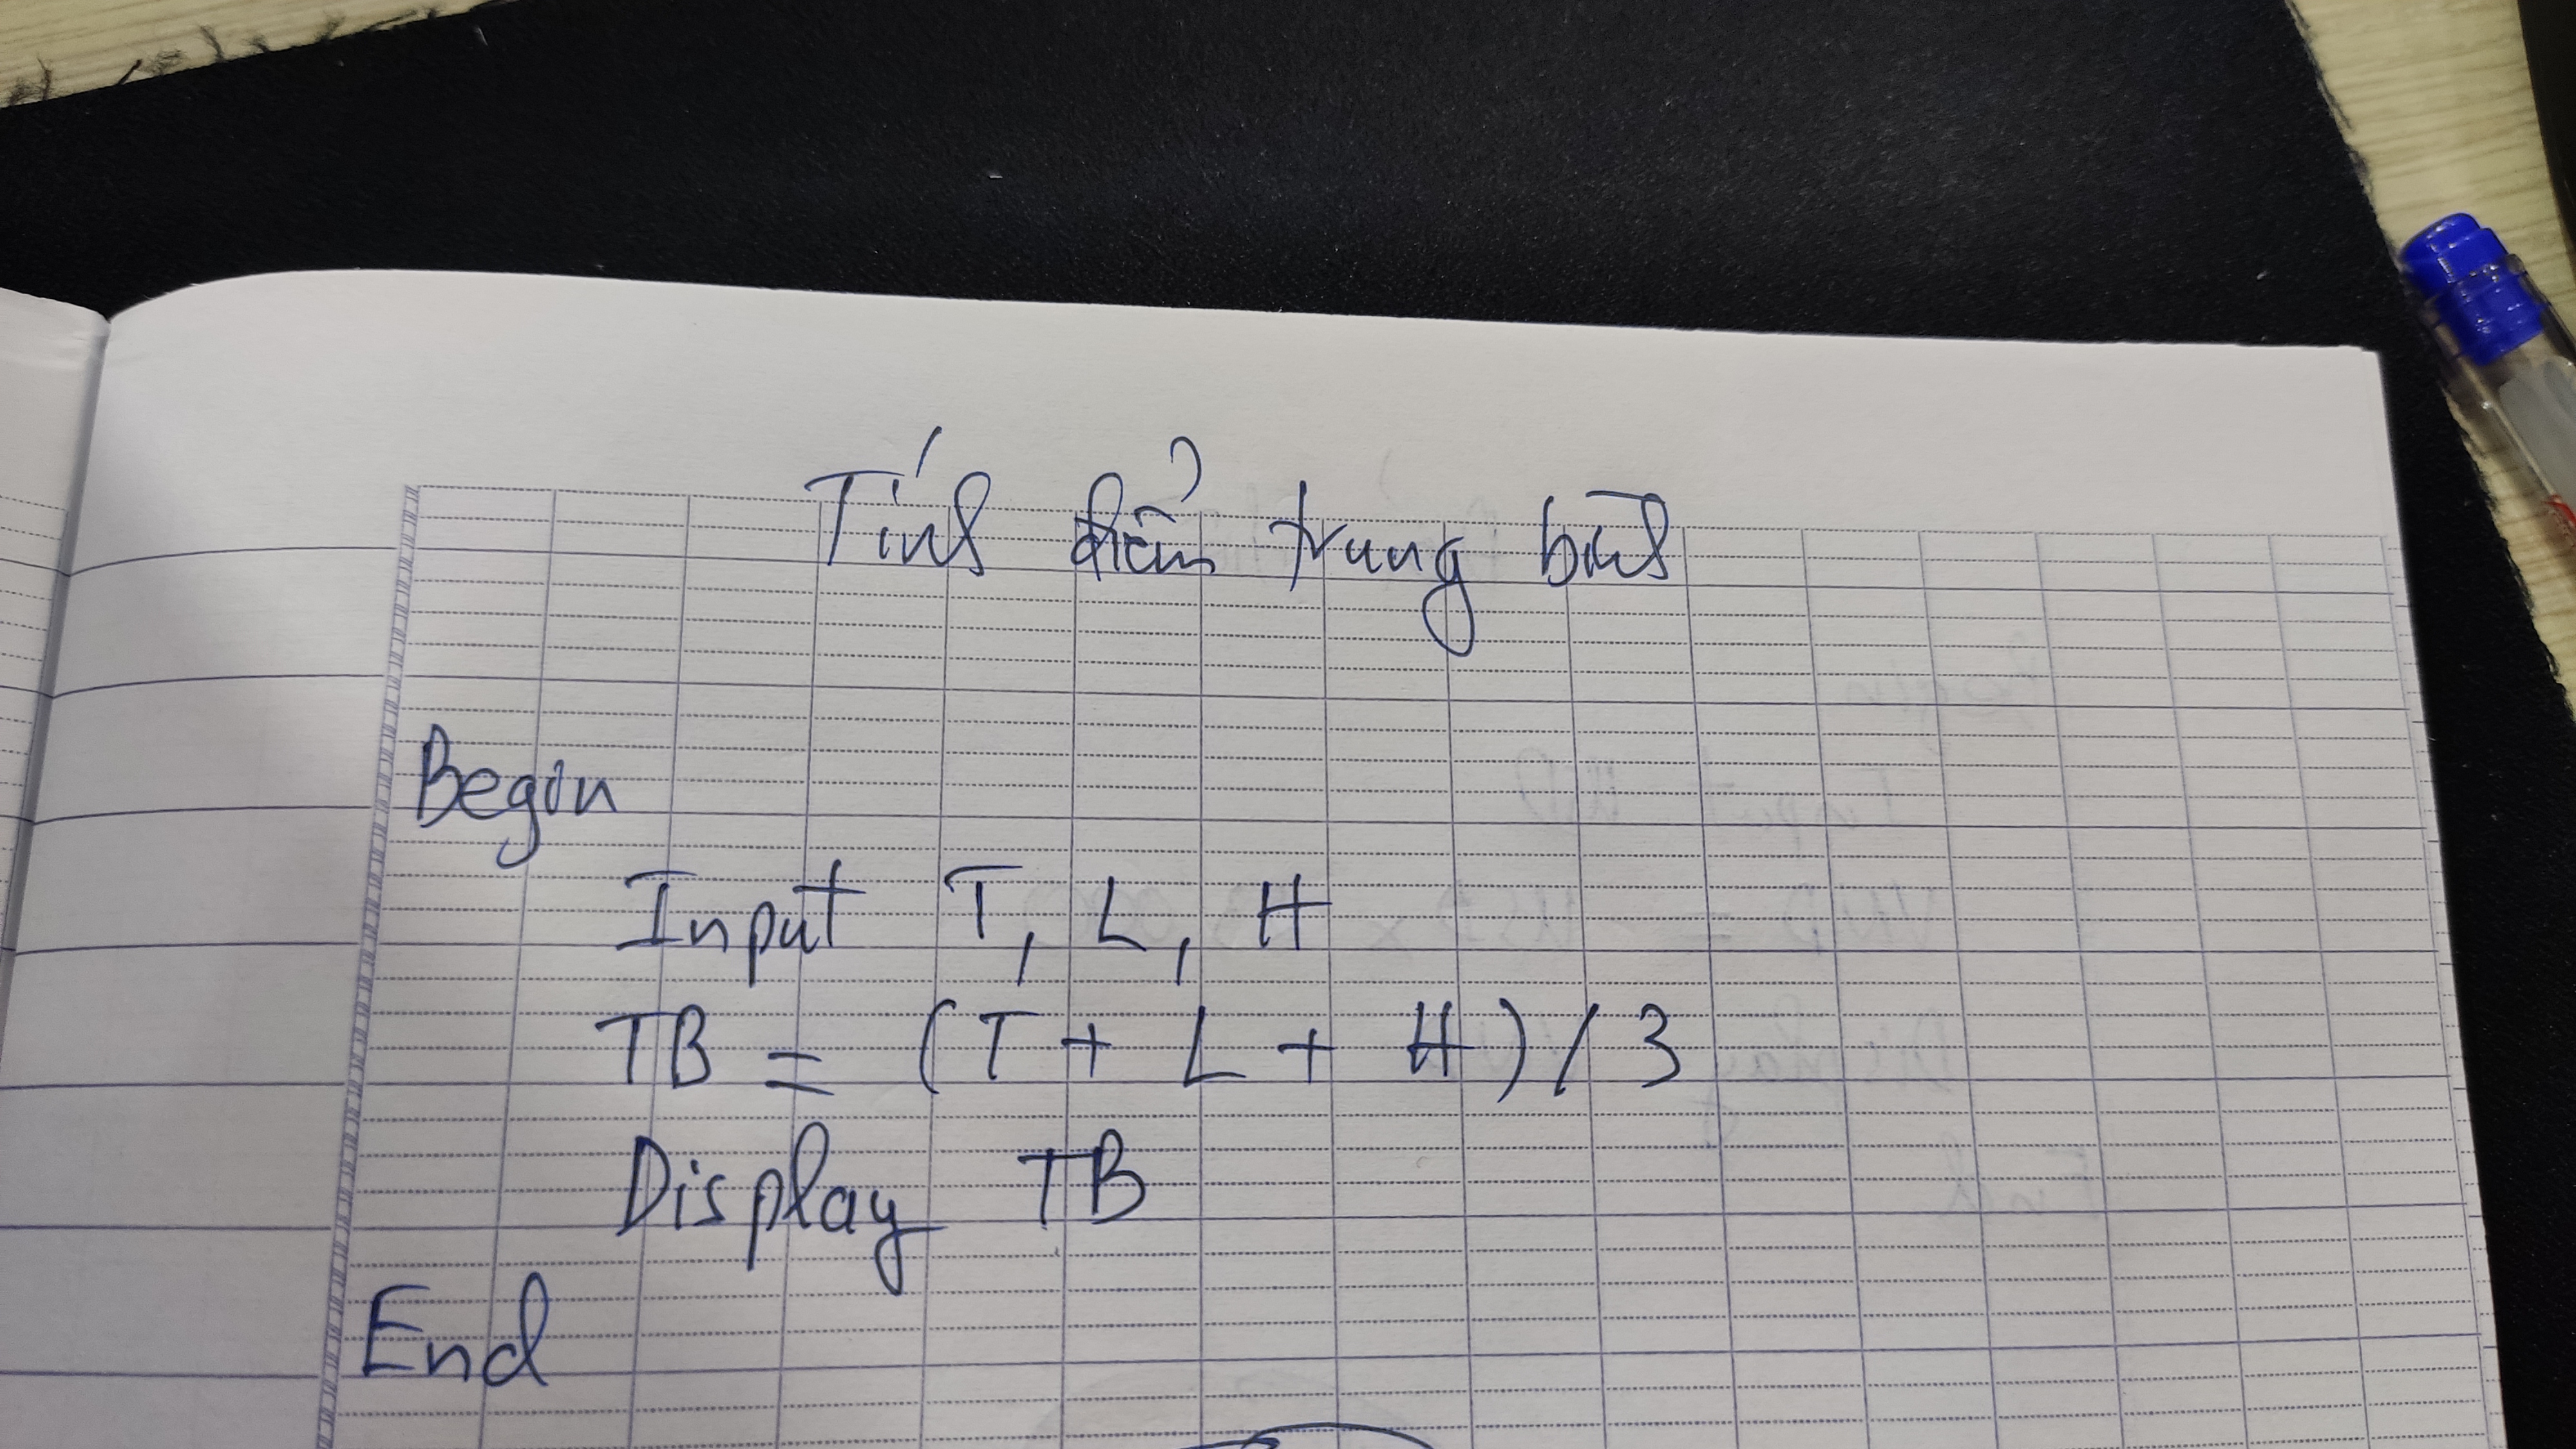 Tính điểm trung bình
Begin
Input T, L, H
TB = (T + L + H) / 3
Display TB
End